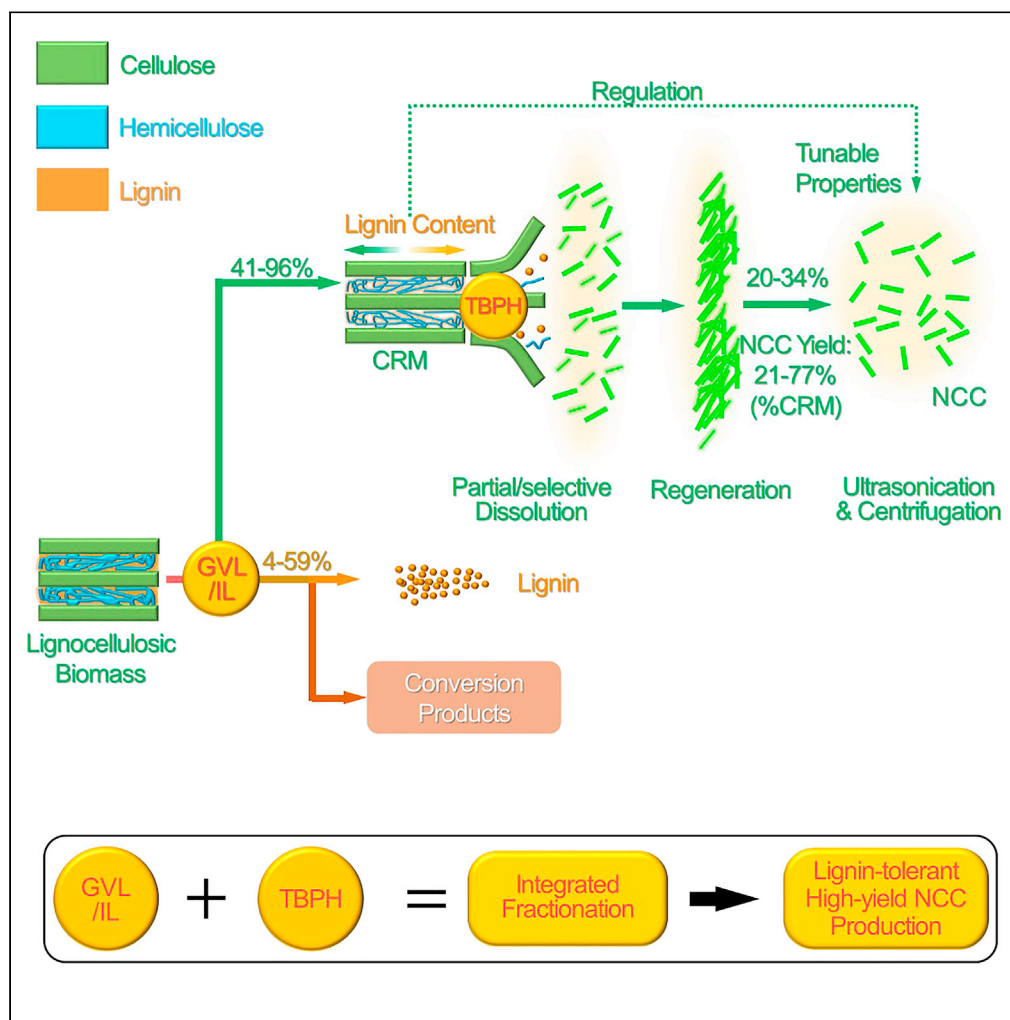 Cellulose
Hemicellulose
Lignin
Regulation
Tunable
Properties
Lignin Content
41-96%
TBPH
CRM
20-34%
NCC Yield:
21-77%
(%CRM)
NCC
Partial/selective
Dissolution
Regeneration
Ultrasonication
& Centrifugation
GVL
/IL
4-59%
Lignin
Lignocellulosic
Biomass
Conversion
Products
GVL
/IL
+
TBPH
=
Integrated
Fractionation
Lignin-tolerant
High-yield NCC
Production